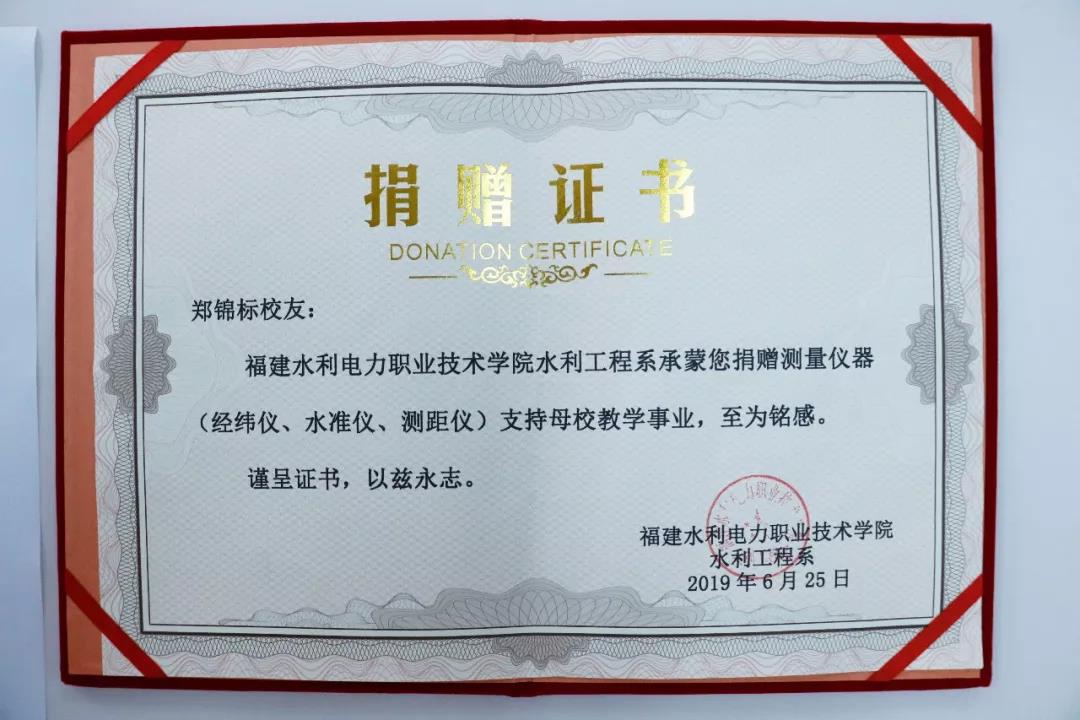 捐赠证书
DONATION CERTIFICATE
郑锦标校友：
福建水利电力职业技术学院水利工程系承蒙您捐赠测量仪器
（经纬仪、水准仪、测距仪）支持母校教学事业，至为铭感。
谨呈证书，以兹永志。
福建水利电力职业技术学院
水利工程系
2019年6月25日